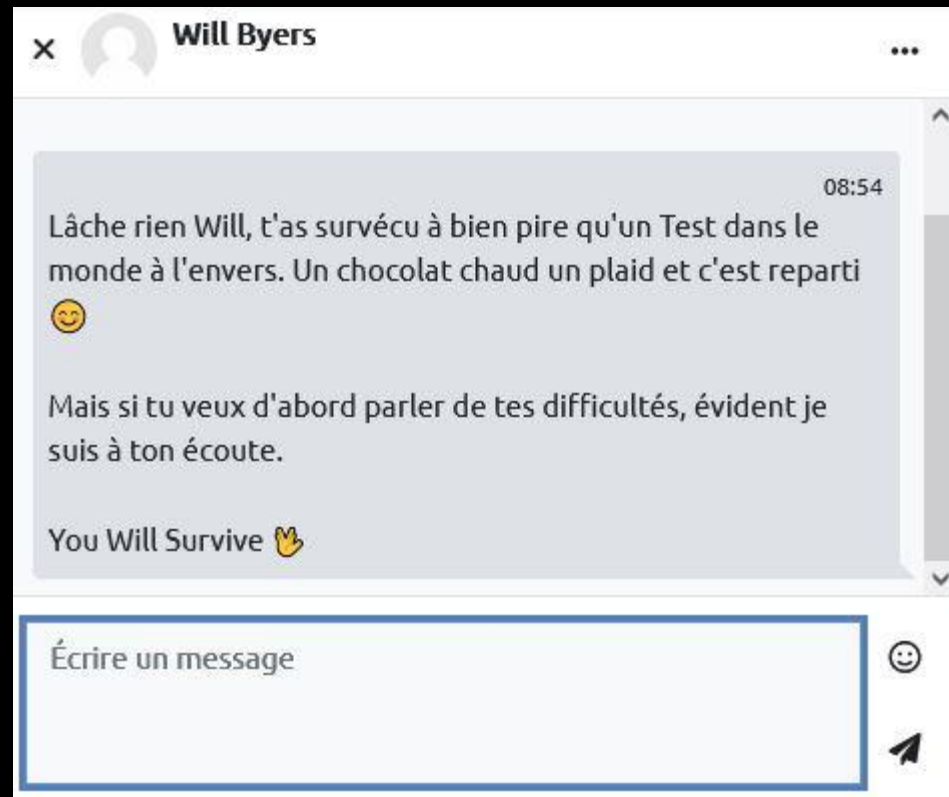 Will Byers
08:54
Lâche rien Will, t'as survécu à bien pire qu'un Test dans le
monde à l'envers. Un chocolat chaud un plaid et c'est reparti
😊
Mais si tu veux d'abord parler de tes difficultés, évident je
suis à ton écoute.
You Will Survive 🖖
Écrire un message